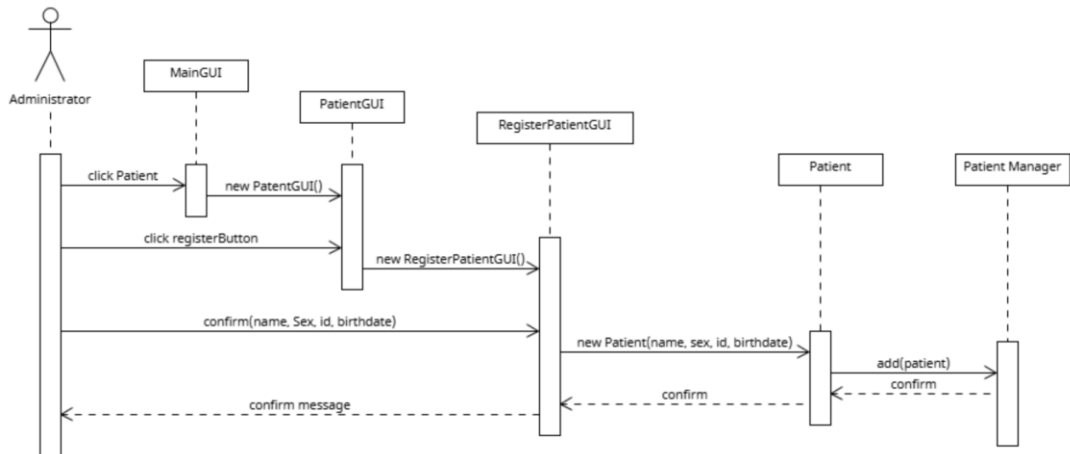 Administrator
MainGUI
PatientGUI
RegisterPatientGUI
Patient
Patient Manager
click Patient
new PatentGUI()
click registerButton
new RegisterPatientGUI()
confirm(name, Sex, id, birthdate)
new Patient(name, sex, id, birthdate)
add(patient)
confirm
confirm
confirm message